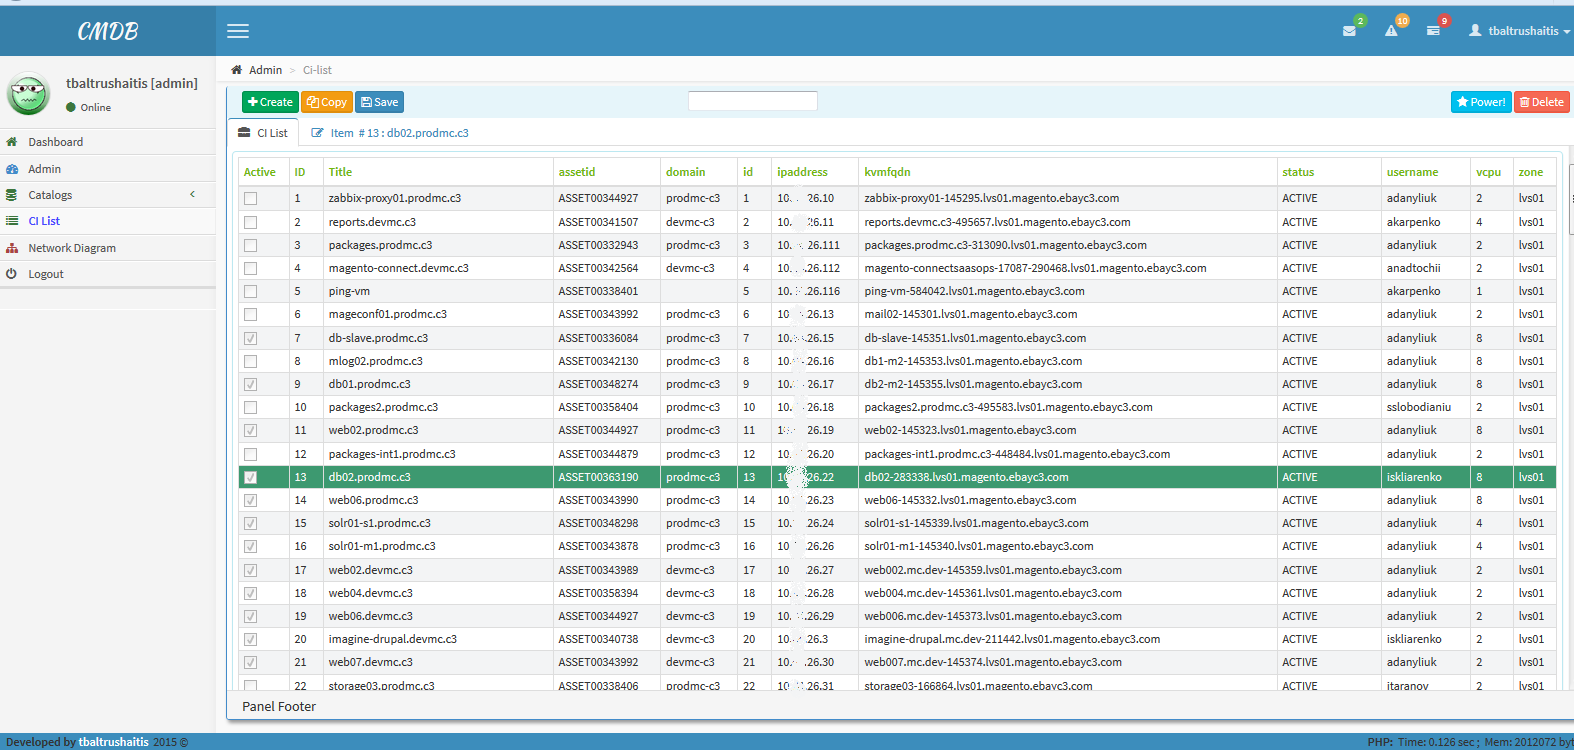 CMDB
2 10 9 tbaltrushaitis
tbaltrushaitis [admin]
Online
Dashboard
Admin
Catalogs
CI List
Network Diagram
Logout
Admin > Ci-list
Create Copy Save Power! Delete
CI List Item # 13 : db02.prodmc.c3
Active ID Title assetid domain id ipaddress kvmfqdn status username vcpu zone
1 zabbix-proxy01.prodmc.c3 ASSET00344927 prodmc-c3 1 10. 26.10 zabbix-proxy01-145295.lvs01.magento.ebayc3.com ACTIVE adanyliuk 2 lvs01
2 reports.devmc.c3 ASSET00341507 devmc-c3 2 10. .26.11 reports.devmc.c3-495657.lvs01.magento.ebayc3.com ACTIVE akarpenko 4 lvs01
3 packages.prodmc.c3 ASSET00332943 prodmc-c3 3 10. .26.111 packages.prodmc.c3-313090.lvs01.magento.ebayc3.com ACTIVE adanyliuk 2 lvs01
4 magento-connect.devmc.c3 ASSET00342564 devmc-c3 4 10. .26.112 magento-connectsaasops-17087-290468.lvs01.magento.ebayc3.com ACTIVE anadtochii 2 lvs01
5 ping-vm ASSET00338401 5 10. .26.116 ping-vm-584042.lvs01.magento.ebayc3.com ACTIVE akarpenko 1 lvs01
6 mageconf01.prodmc.c3 ASSET00343992 prodmc-c3 6 10. .26.13 mail02-145301.lvs01.magento.ebayc3.com ACTIVE adanyliuk 2 lvs01
7 db-slave.prodmc.c3 ASSET00336084 prodmc-c3 7 10. .26.15 db-slave-145351.lvs01.magento.ebayc3.com ACTIVE adanyliuk 8 lvs01
8 mlog02.prodmc.c3 ASSET00342130 prodmc-c3 8 10. .26.16 db1-m2-145353.lvs01.magento.ebayc3.com ACTIVE adanyliuk 8 lvs01
9 db01.prodmc.c3 ASSET00348274 prodmc-c3 9 10. .26.17 db2-m2-145355.lvs01.magento.ebayc3.com ACTIVE adanyliuk 8 lvs01
10 packages2.prodmc.c3 ASSET00358404 prodmc-c3 10 10. .26.18 packages2.prodmc.c3-495583.lvs01.magento.ebayc3.com ACTIVE sslobodianiu 2 lvs01
11 web02.prodmc.c3 ASSET00344927 prodmc-c3 11 .26.19 web02-145323.lvs01.magento.ebayc3.com ACTIVE adanyliuk 8 lvs01
12 packages-int1.prodmc.c3 ASSET00344879 prodmc-c3 12 10. .26.20 packages-int1.prodmc.c3-448484.lvs01.magento.ebayc3.com ACTIVE adanyliuk 2 lvs01
13 db02.prodmc.c3 ASSET00363190 prodmc-c3 13 10 26.22 db02-283338.lvs01.magento.ebayc3.com ACTIVE iskliarenko 8 lvs01
14 web06.prodmc.c3 ASSET00343990 prodmc-c3 14 10. .26.23 web06-145332.lvs01.magento.ebayc3.com ACTIVE adanyliuk 8 lvs01
15 solr01-s1.prodmc.c3 ASSET00348298 prodmc-c3 15 10. .26.24 solr01-s1-145339.lvs01.magento.ebayc3.com ACTIVE adanyliuk 4 lvs01
16 solr01-m1.prodmc.c3 ASSET00343878 prodmc-c3 16 10 .26.26 solr01-m1-145340.lvs01.magento.ebayc3.com ACTIVE adanyliuk 4 lvs01
17 web02.devmc.c3 ASSET00343989 devmc-c3 17 10 .26.27 web002.mc.dev-145359.lvs01.magento.ebayc3.com ACTIVE adanyliuk 2 lvs01
18 web04.devmc.c3 ASSET00358394 devmc-c3 18 10. .26.28 web004.mc.dev-145361.lvs01.magento.ebayc3.com ACTIVE adanyliuk 2 lvs01
19 web06.devmc.c3 ASSET00344927 devmc-c3 19 10. .26.29 web006.mc.dev-145373.lvs01.magento.ebayc3.com ACTIVE adanyliuk 2 lvs01
20 imagine-drupal.devmc.c3 ASSET00340738 devmc-c3 20 10. .26.3 imagine-drupal.mc.dev-211442.lvs01.magento.ebayc3.com ACTIVE iskliarenko 2 lvs01
21 web07.devmc.c3 ASSET00343992 devmc-c3 21 10. .26.30 web007.mc.dev-145374.lvs01.magento.ebayc3.com ACTIVE adanyliuk 2 lvs01
22 storage03.prodmc.c3 ASSET00338406 prodmc-c3 22 10 .26.31 storage03-166864.lvs01.magento.ebayc3.com ACTIVE itaranov 2 lvs01
Panel Footer
Developed by tbaltrushaitis 2015 © PHP: Time: 0.126 sec ; Mem: 2012072 byt